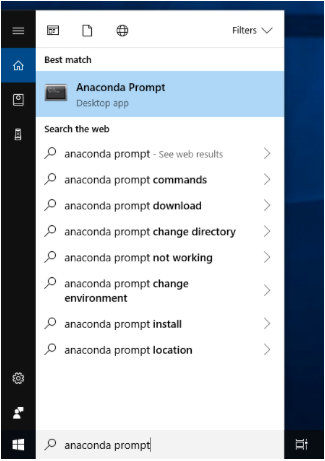 Filters
Best match
Anaconda Prompt
Desktop app
Search the web
anaconda prompt - See web results
anaconda prompt commands
anaconda prompt download
anaconda prompt change directory
anaconda prompt not working
anaconda prompt change
environment
anaconda prompt install
anaconda prompt location
anaconda prompt